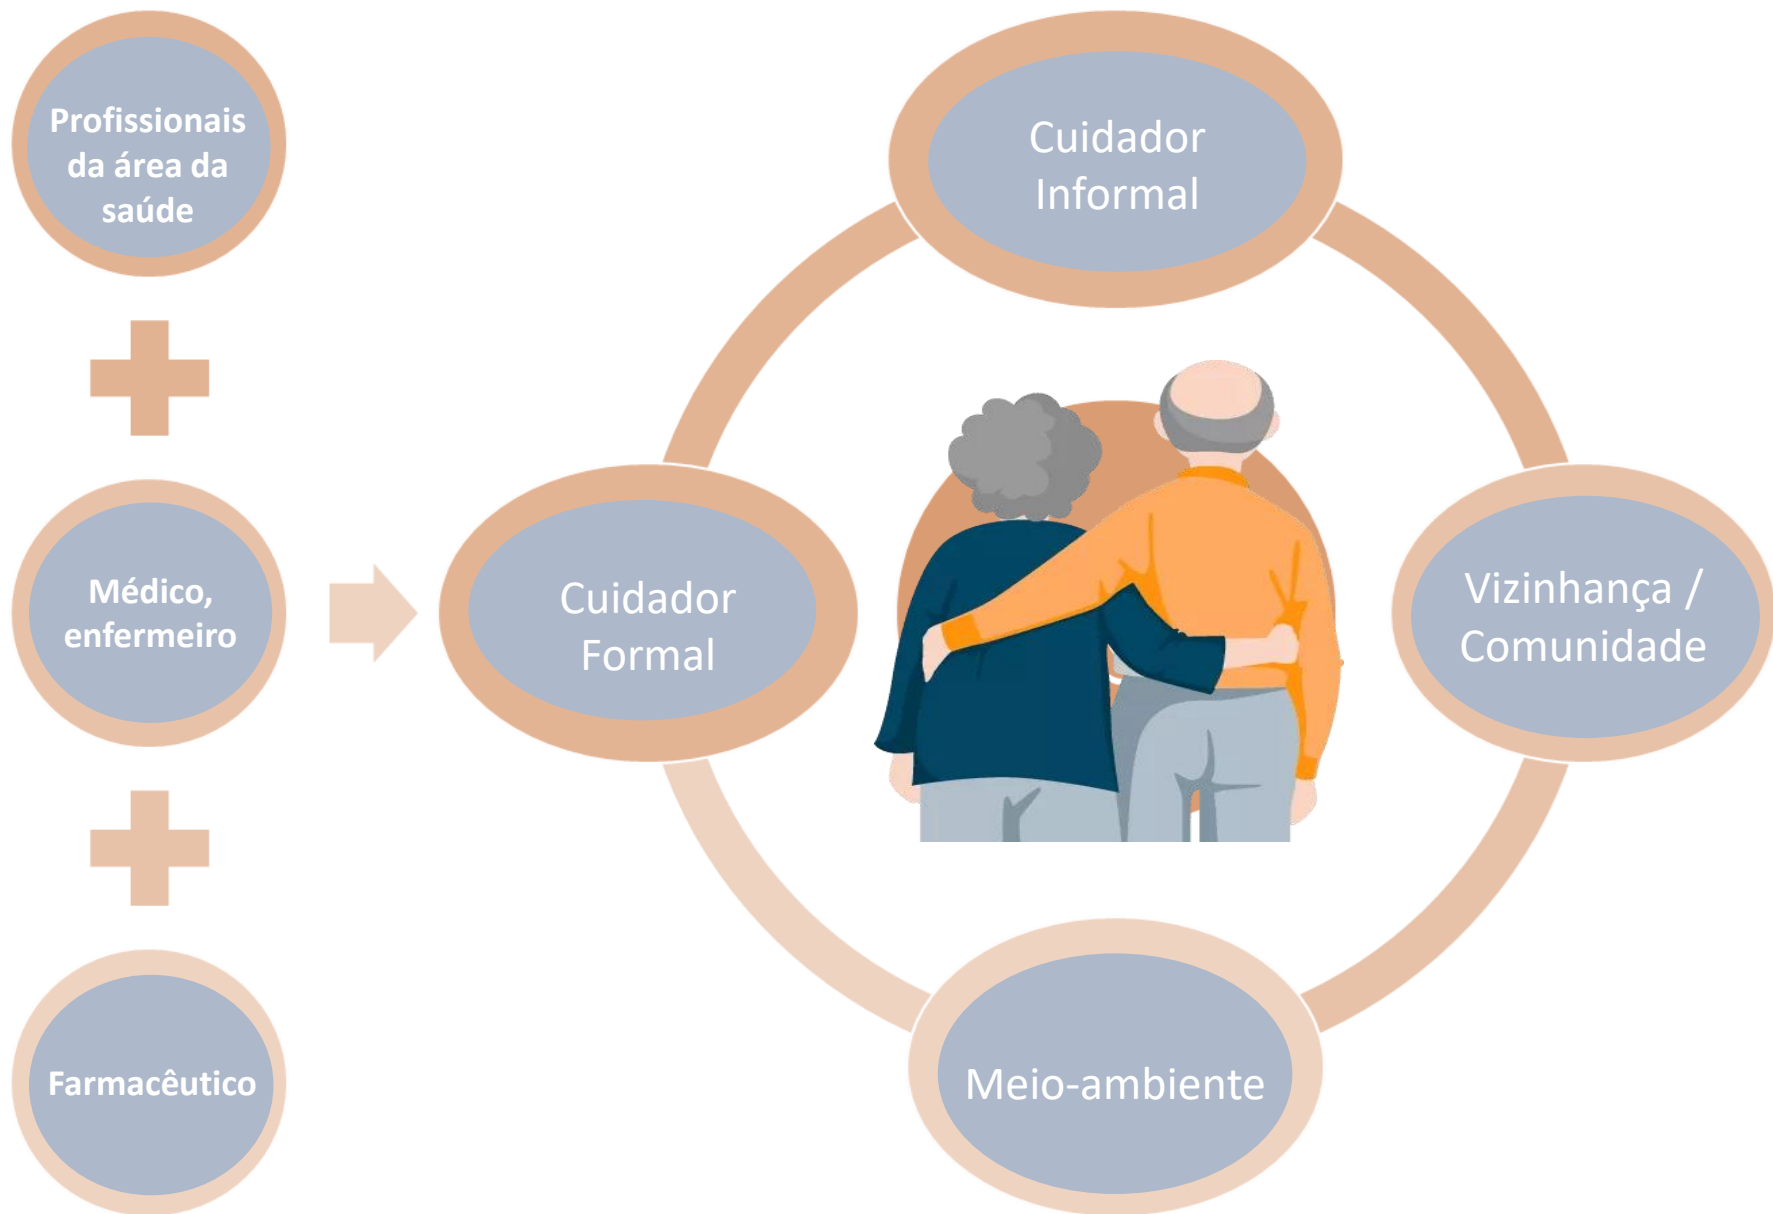 Profissionais
da área da
saúde
Médico,
enfermeiro
Farmacêutico
Cuidador
Informal
Cuidador
Formal
Vizinhança /
Comunidade
Meio-ambiente